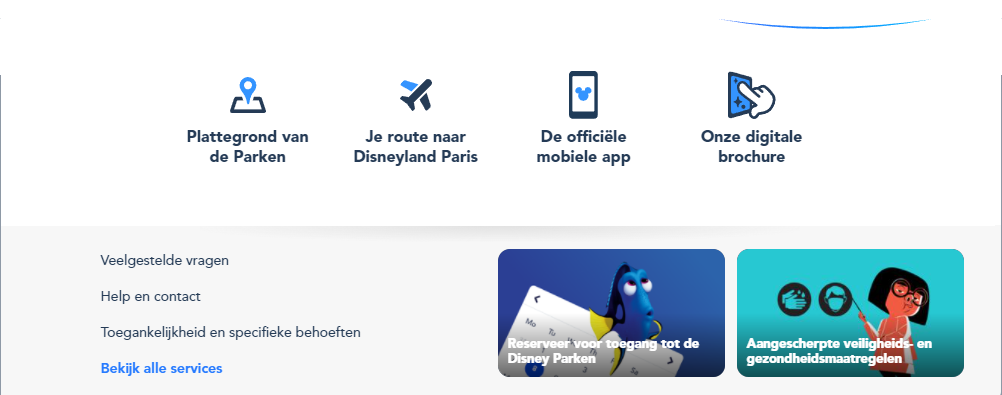 Plattegrond van
de Parken
Je route naar
Disneyland Paris
De officiële
mobiele app
Onze digitale
brochure
Veelgestelde vragen
Help en contact
Toegankelijkheid en specifieke behoeften
Bekijk alle services
Mo
Tu
Reserveer voor toegang tot de
Disney Parken
Aangescherpte veiligheids- en
gezondheidsmaatregelen